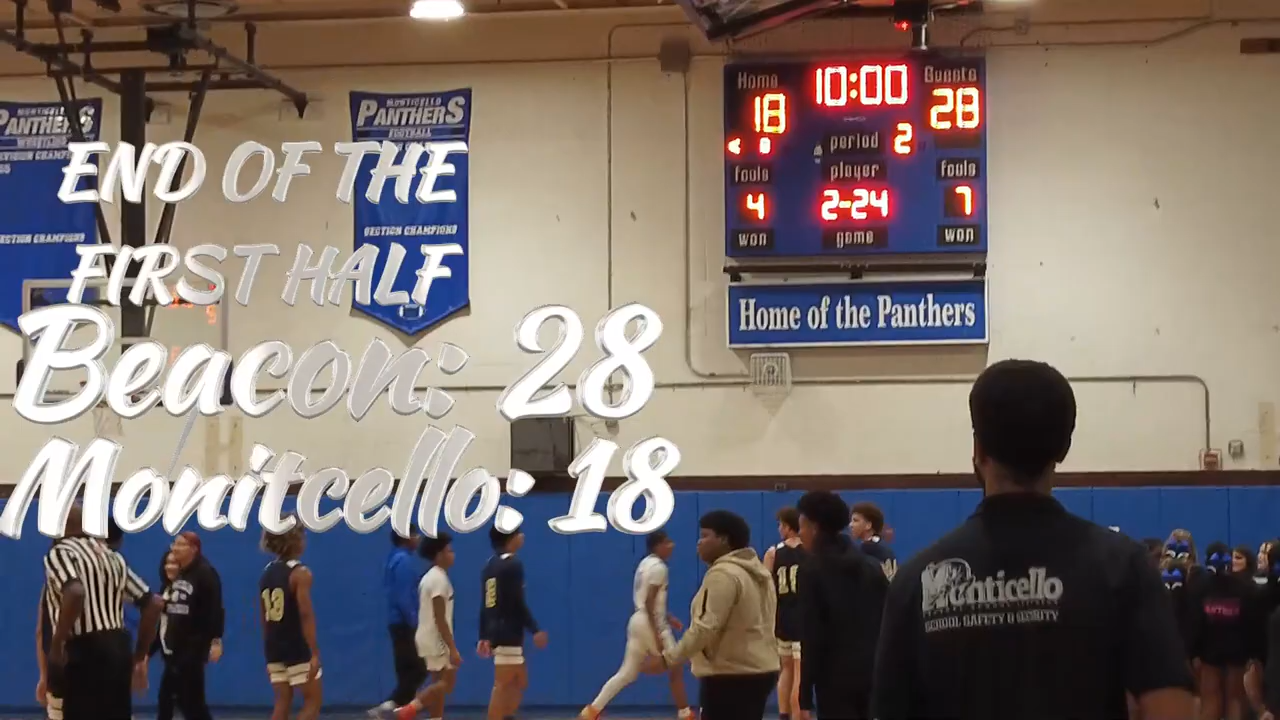 MONTICELLO
PANTHERS
FOOTBALL
SECTION CHAMPIONS
PANTHERS
WRESTLING
SECTION CHAMPIONS
END OF THE
FIRST HALF
Beacon: 28
Monitcello: 18
Home 10:00 Guests
18 28
period 2
fouls player fouls
4 2-24 7
won game won
Home of the Panthers
Monticello
SCHOOL SAFETY & SECURITY
13
11